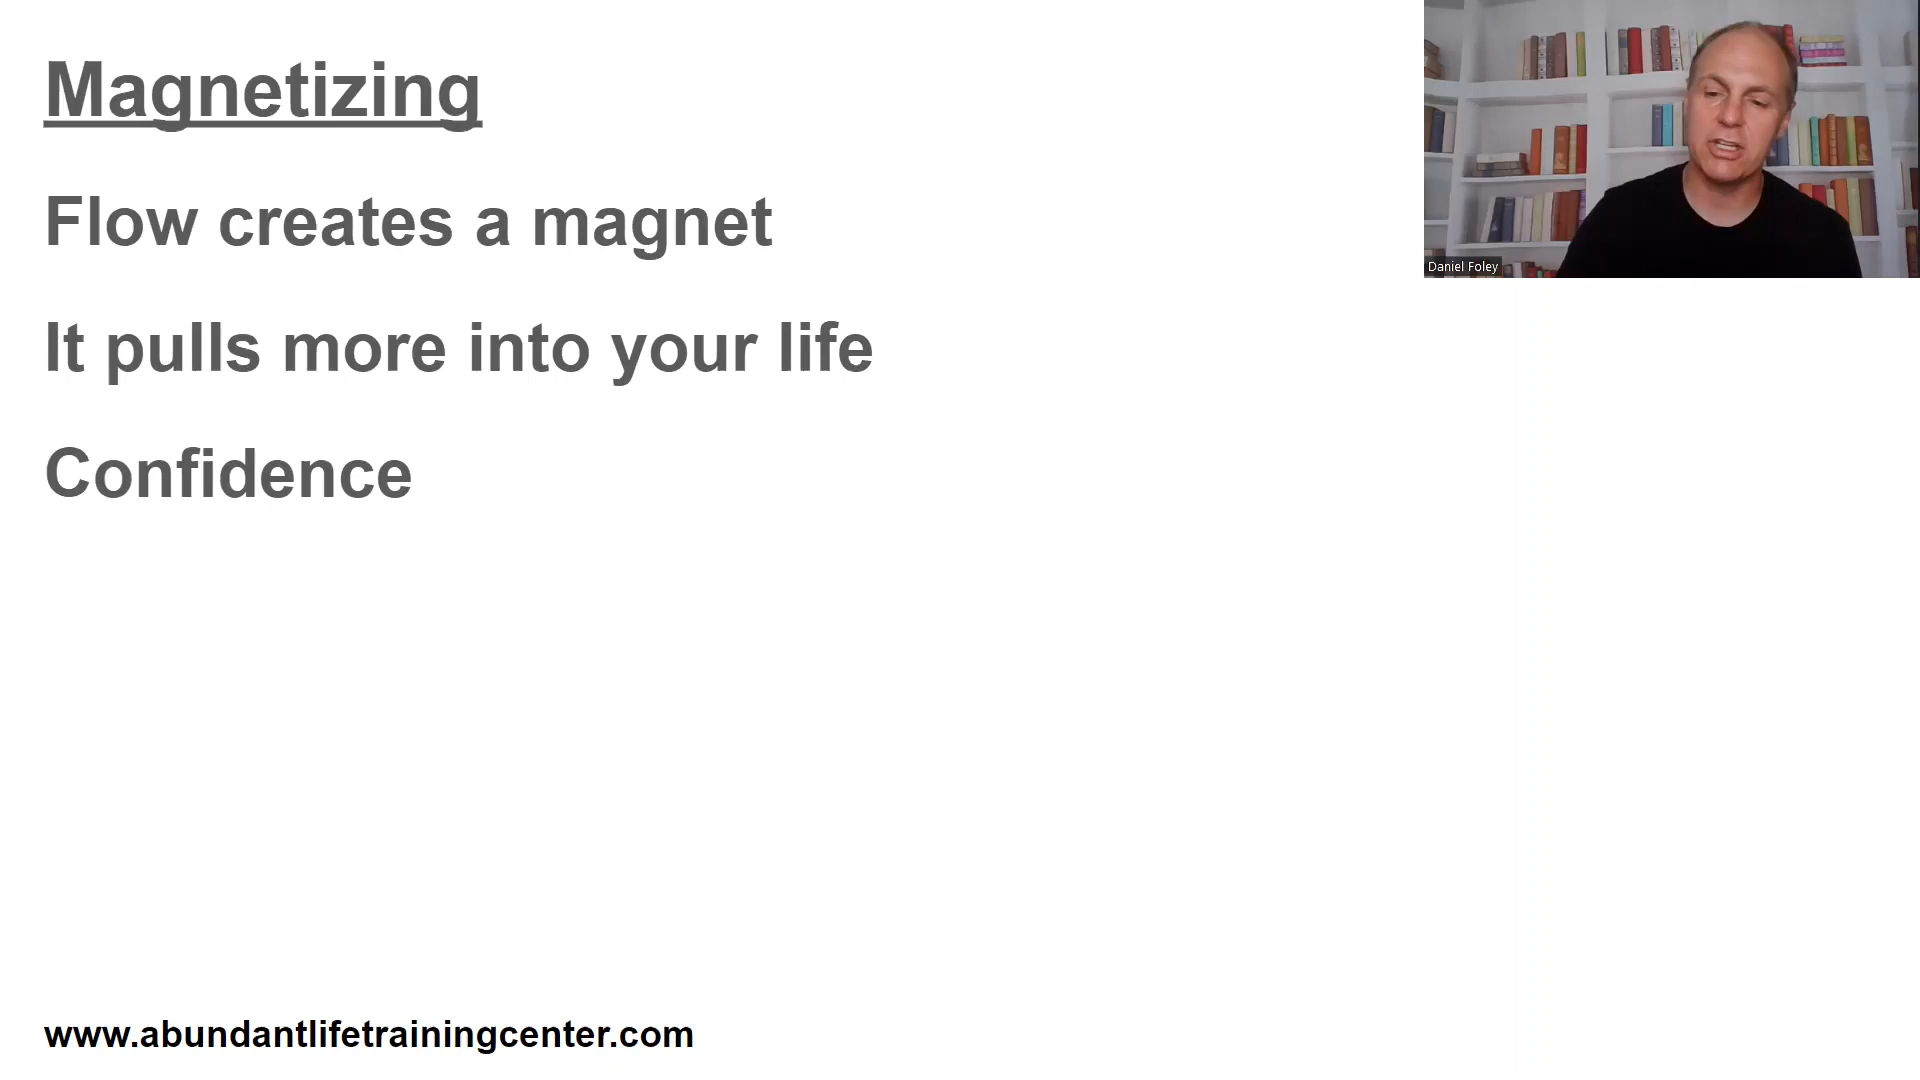 Magnetizing
Flow creates a magnet
It pulls more into your life
Confidence
Daniel Foley
www.abundantlifetrainingcenter.com